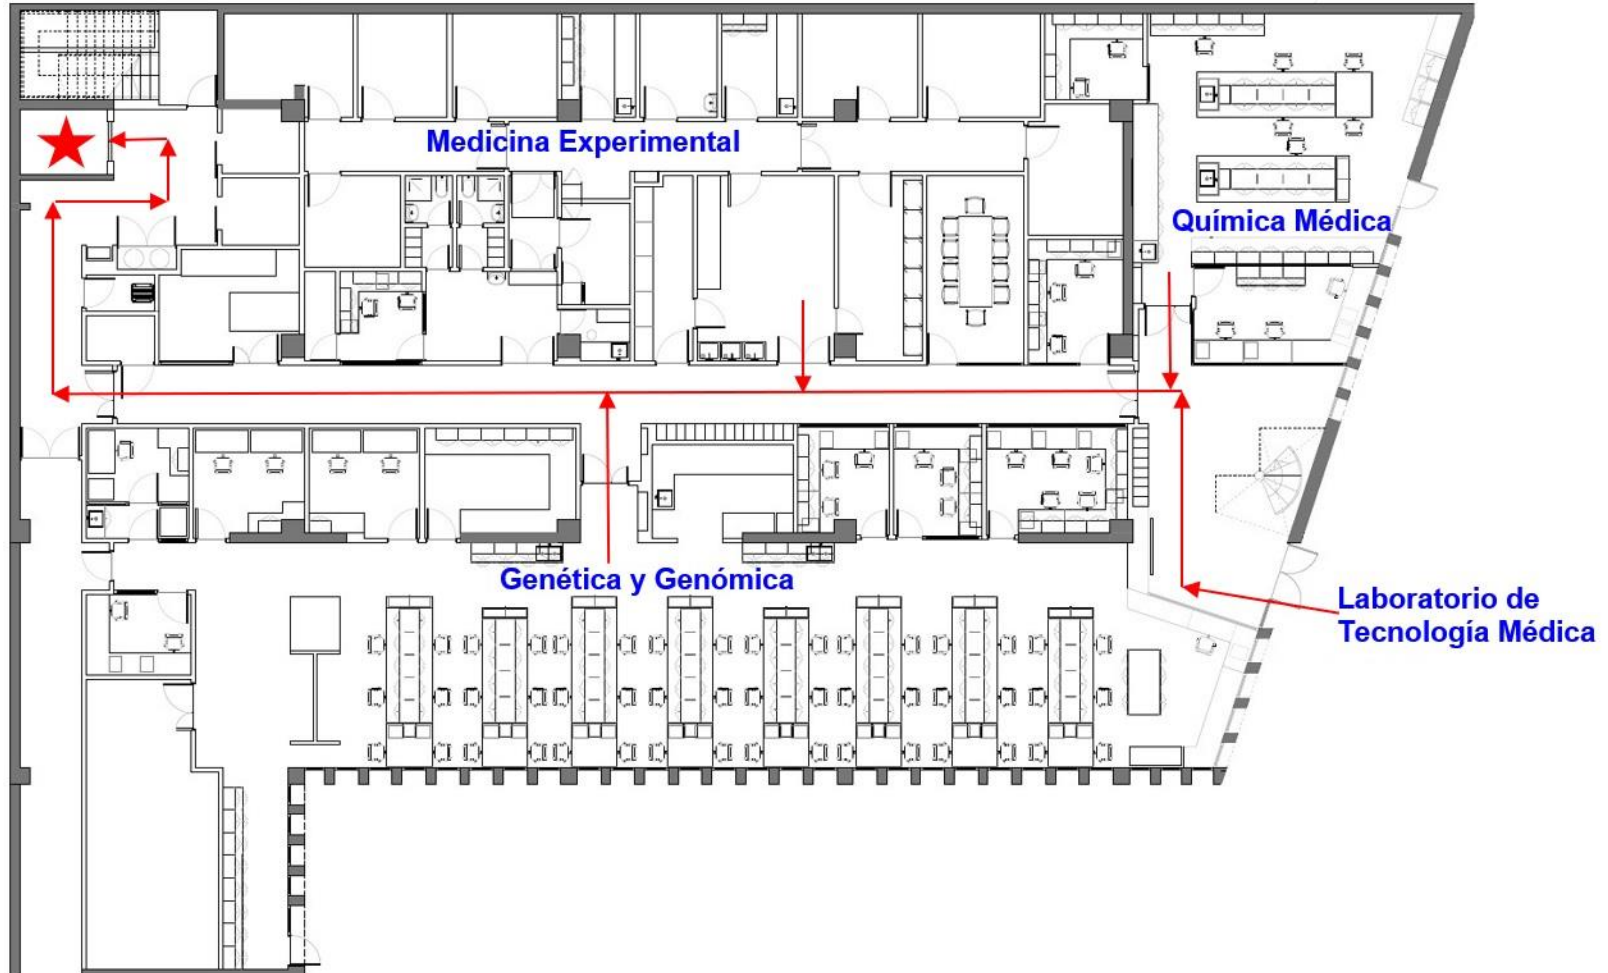 Medicina Experimental
Química Médica
Genética y Genómica
Laboratorio de
Tecnología Médica